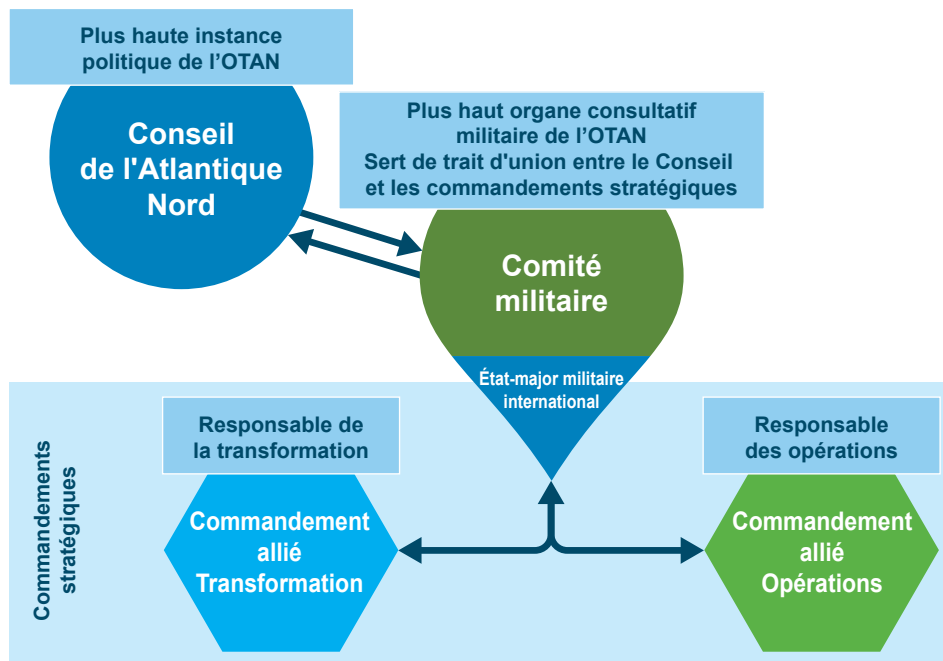 Plus haute instance
politique de l’OTAN
Conseil
de l'Atlantique
Nord
Plus haut organe consultatif
militaire de l’OTAN
Sert de trait d'union entre le Conseil
et les commandements stratégiques
Comité
militaire
État-major militaire
international
Commandements
stratégiques
Responsable de
la transformation
Commandement
allié
Transformation
Responsable
des opérations
Commandement
allié
Opérations